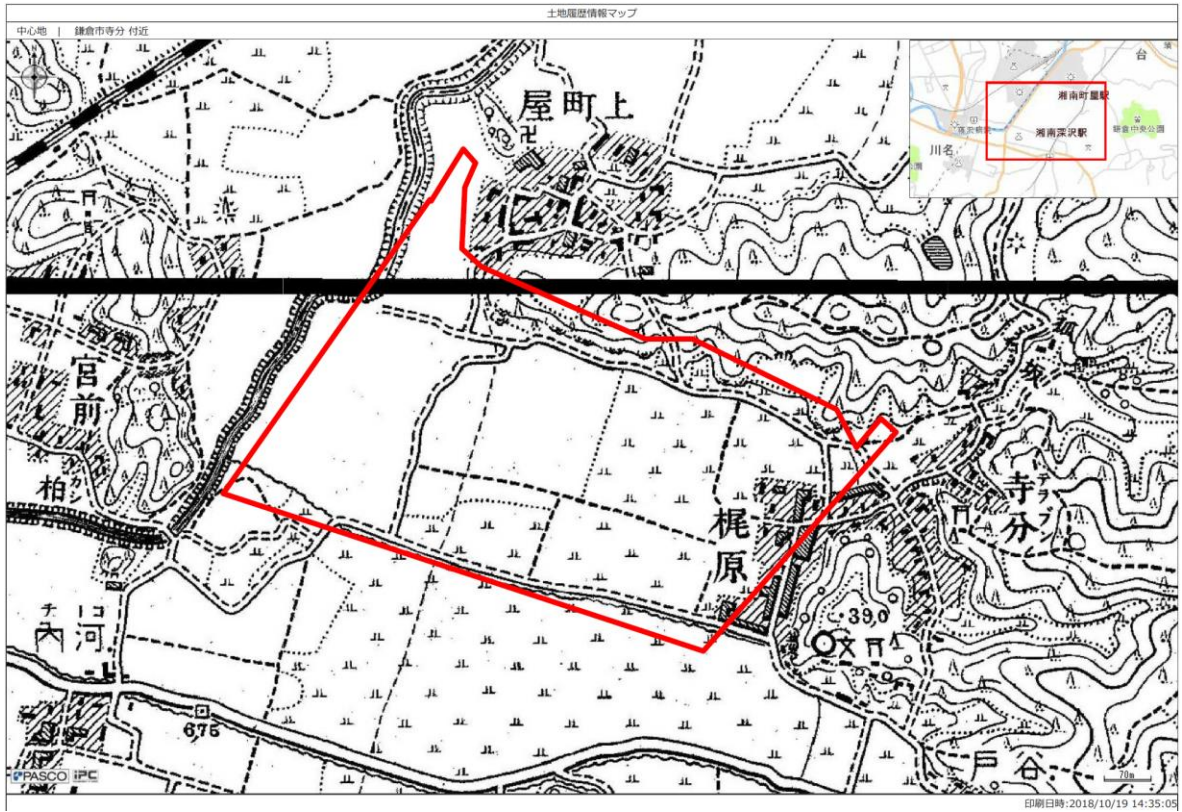 土地履歴情報マップ
中心地 | 鎌倉市寺分 付近
台
湘南町屋駅
湘南深沢駅
鎌倉中央公園
川名
屋町上
宮前
柏
梶原
寺分
テラブン
390
文
コーチ
内河
675
戸谷
PASCO iPC
70m
印刷日時:2018/10/19 14:35:05